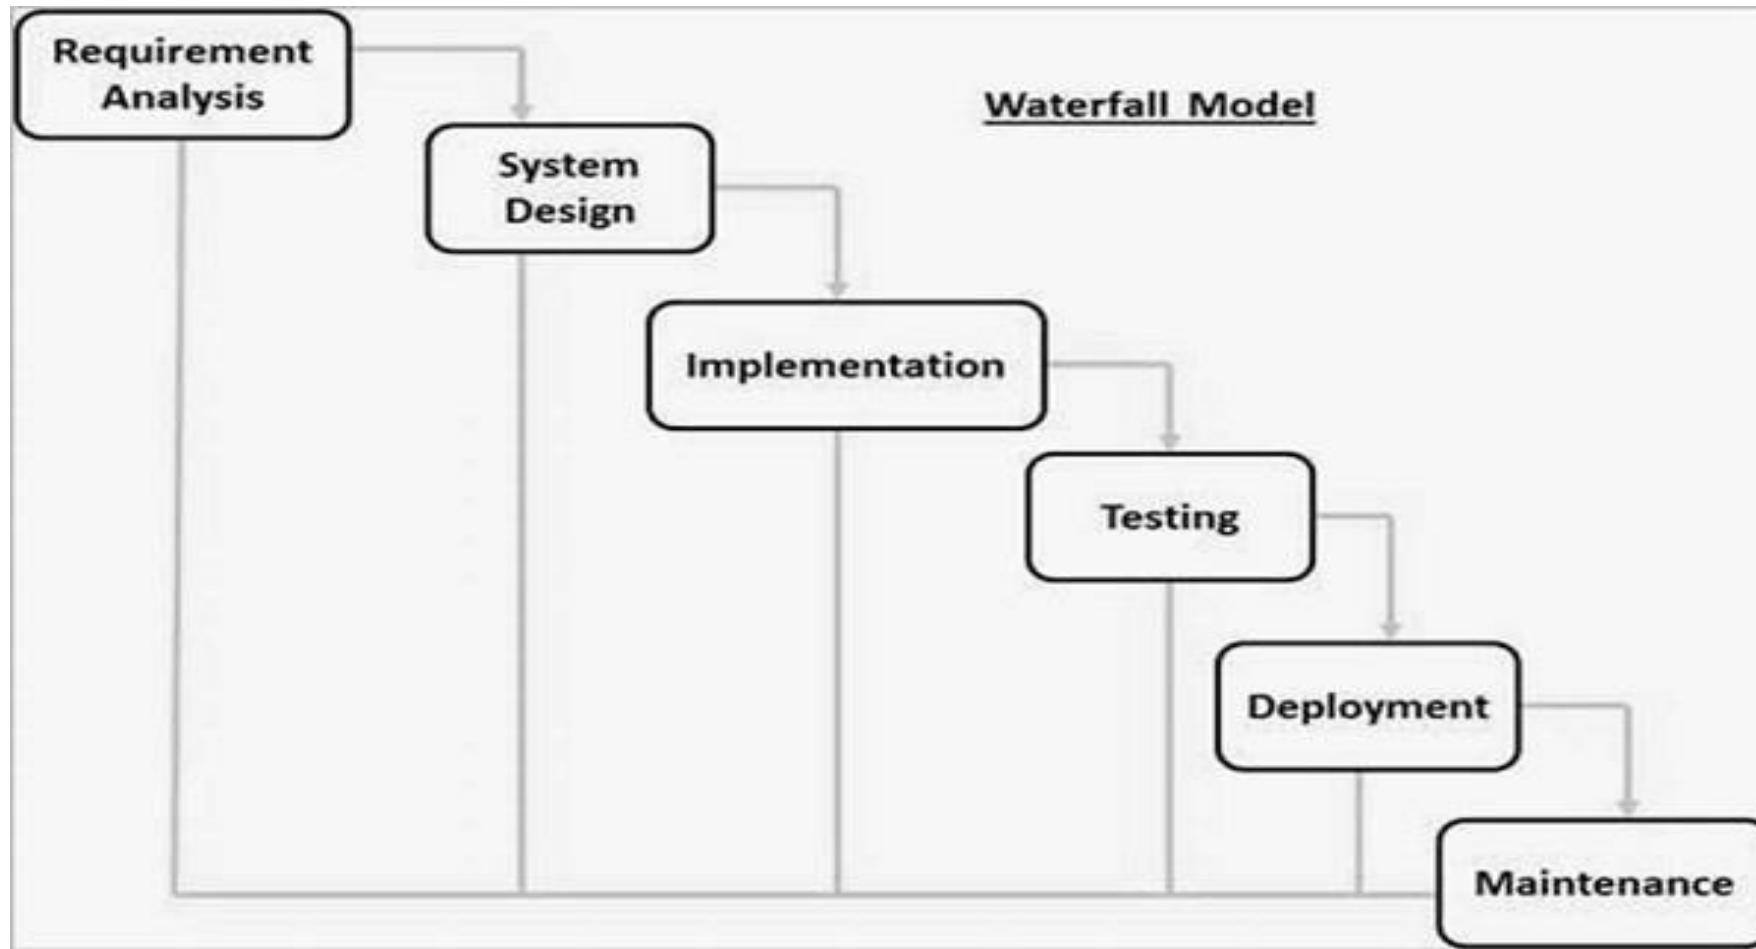 Requirement
Analysis
Waterfall Model
System
Design
Implementation
Testing
Deployment
Maintenance